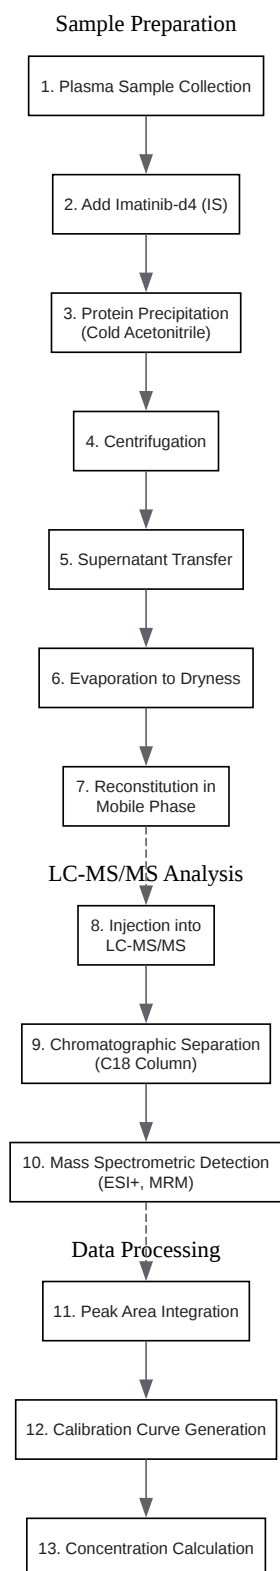 Sample Preparation
1. Plasma Sample Collection
2. Add Imatinib-d4 (IS)
3. Protein Precipitation
(Cold Acetonitrile)
4. Centrifugation
5. Supernatant Transfer
6. Evaporation to Dryness
7. Reconstitution in
Mobile Phase
LC-MS/MS Analysis
8. Injection into
LC-MS/MS
9. Chromatographic Separation
(C18 Column)
10. Mass Spectrometric Detection
(ESI+, MRM)
Data Processing
11. Peak Area Integration
12. Calibration Curve Generation
13. Concentration Calculation